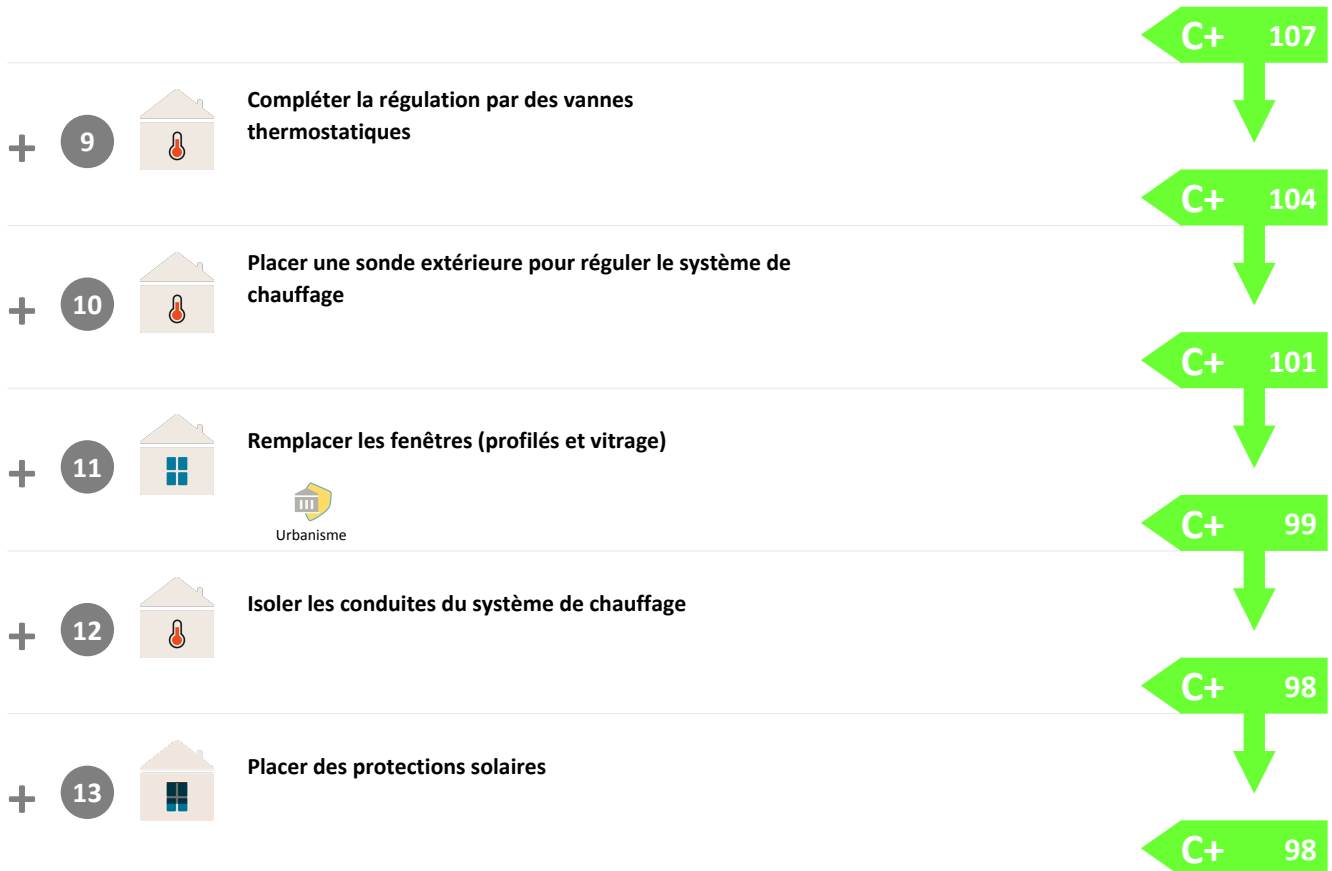 C+ 107
Compléter la régulation par des vannes
thermostatiques
+ 9
C+ 104
Placer une sonde extérieure pour réguler le système de
chauffage
+ 10
C+ 101
Remplacer les fenêtres (profilés et vitrage)
+ 11
Urbanisme
C+ 99
Isoler les conduites du système de chauffage
+ 12
C+ 98
Placer des protections solaires
+ 13
C+ 98